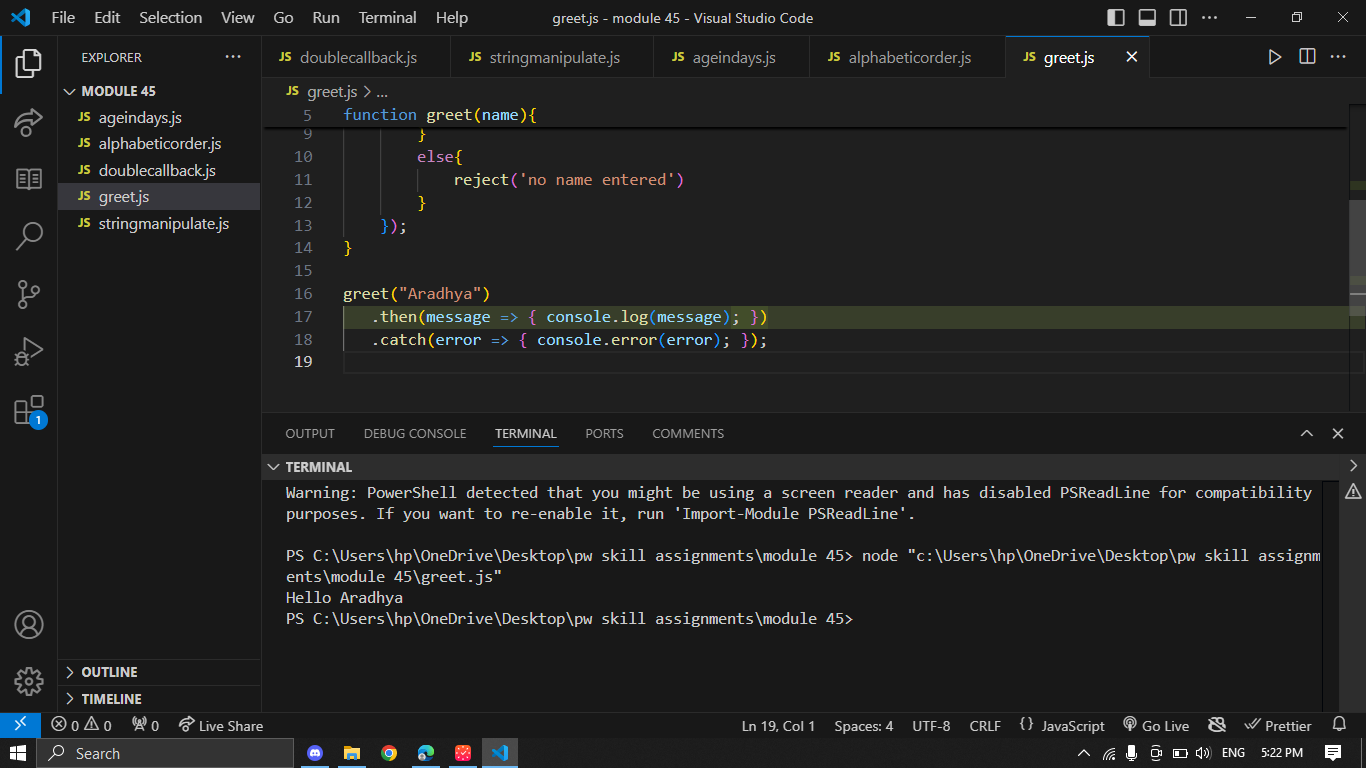 File Edit Selection View Go Run Terminal Help greet.js - module 45 - Visual Studio Code
EXPLORER
MODULE 45
JS ageindays.js
JS alphabeticorder.js
JS doublecallback.js
JS greet.js
JS stringmanipulate.js
OUTLINE
TIMELINE
JS doublecallback.js JS stringmanipulate.js JS ageindays.js JS alphabeticorder.js JS greet.js
JS greet.js > ...
5 function greet(name){
9 }
10 else{
11 reject('no name entered')
12 }
13 });
14 }
15
16 greet("Aradhya")
17 .then(message => { console.log(message); })
18 .catch(error => { console.error(error); });
19
OUTPUT DEBUG CONSOLE TERMINAL PORTS COMMENTS
TERMINAL
Warning: PowerShell detected that you might be using a screen reader and has disabled PSReadLine for compatibility
purposes. If you want to re-enable it, run 'Import-Module PSReadLine'.
PS C:\Users\hp\OneDrive\Desktop\pw skill assignments\module 45> node "c:\Users\hp\OneDrive\Desktop\pw skill assignm
ents\module 45\greet.js"
Hello Aradhya
PS C:\Users\hp\OneDrive\Desktop\pw skill assignments\module 45>
1
0 0 0 Live Share Ln 19, Col 1 Spaces: 4 UTF-8 CRLF {} JavaScript Go Live Prettier
Search ENG 5:22 PM